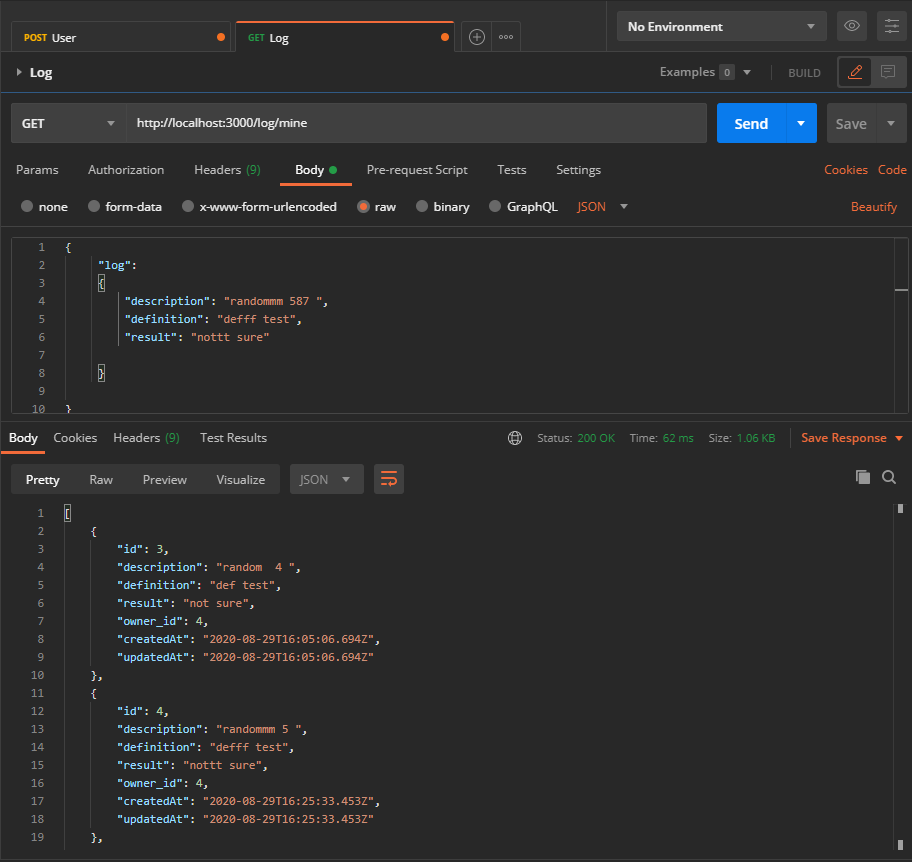 POST User
GET Log
No Environment
Log
Examples 0
BUILD
GET
http://localhost:3000/log/mine
Send
Save
Params Authorization Headers (9) Body Pre-request Script Tests Settings Cookies Code
none form-data x-www-form-urlencoded raw binary GraphQL JSON Beautify
1 {
2 "log":
3 {
4 "description": "randommm 587 ",
5 "definition": "defff test",
6 "result": "nottt sure"
7
8 }
9
10 }
Body Cookies Headers (9) Test Results Status: 200 OK Time: 62 ms Size: 1.06 KB Save Response
Pretty Raw Preview Visualize JSON
1 [
2 {
3 "id": 3,
4 "description": "random  4 ",
5 "definition": "def test",
6 "result": "not sure",
7 "owner_id": 4,
8 "createdAt": "2020-08-29T16:05:06.694Z",
9 "updatedAt": "2020-08-29T16:05:06.694Z"
10 },
11 {
12 "id": 4,
13 "description": "randommm 5 ",
14 "definition": "defff test",
15 "result": "nottt sure",
16 "owner_id": 4,
17 "createdAt": "2020-08-29T16:25:33.453Z",
18 "updatedAt": "2020-08-29T16:25:33.453Z"
19 },